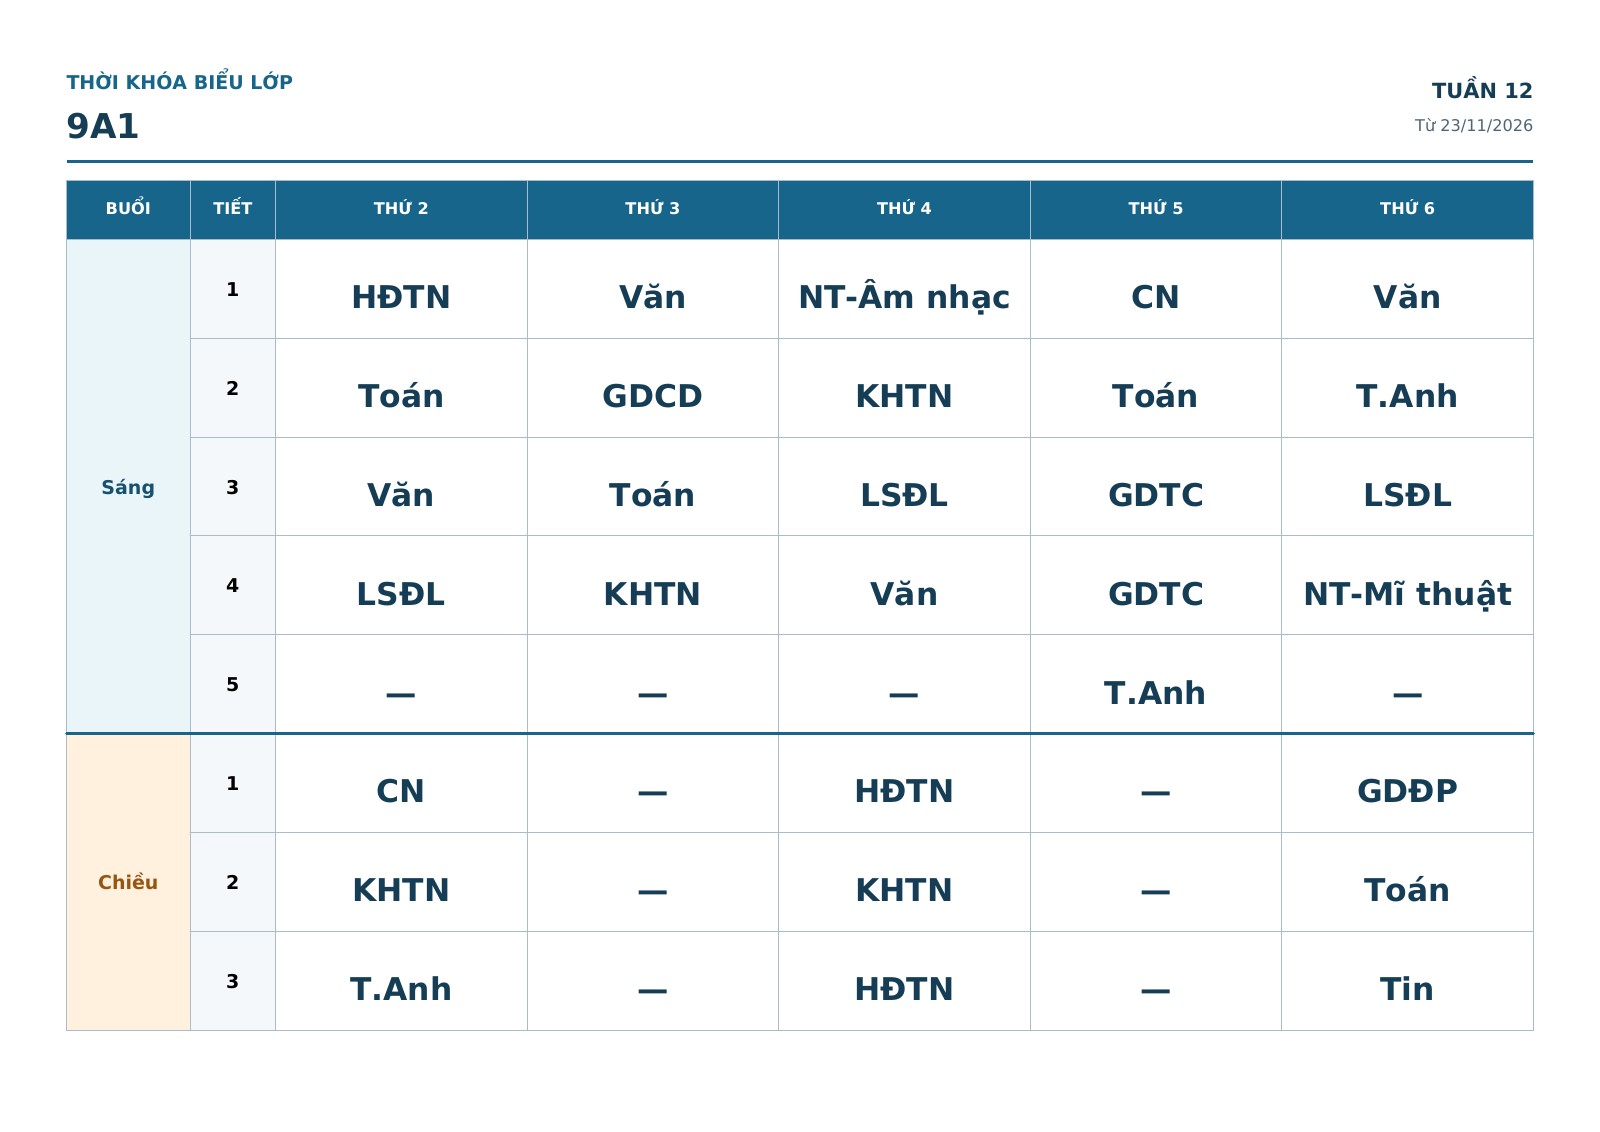 THỜI KHÓA BIỂU LỚP
9A1
TUẦN 12
Từ 23/11/2026
BUỔI TIẾT THỨ 2 THỨ 3 THỨ 4 THỨ 5 THỨ 6
Sáng
1 HĐTN Văn NT-Âm nhạc CN Văn
2 Toán GDCD KHTN Toán T.Anh
3 Văn Toán LSĐL GDTC LSĐL
4 LSĐL KHTN Văn GDTC NT-Mĩ thuật
5 — — — T.Anh —
Chiều
1 CN — HĐTN — GDĐP
2 KHTN — KHTN — Toán
3 T.Anh — HĐTN — Tin